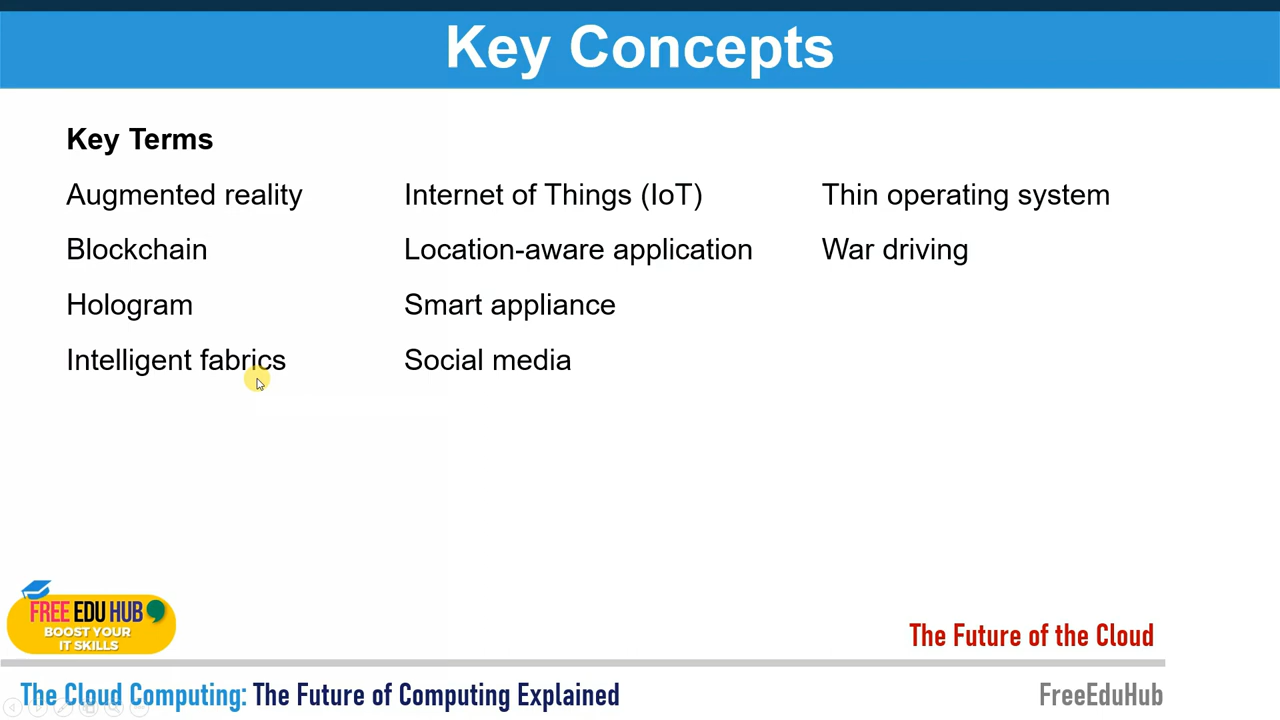 Key Concepts
Key Terms
Augmented reality
Blockchain
Hologram
Intelligent fabrics
Internet of Things (IoT)
Location-aware application
Smart appliance
Social media
Thin operating system
War driving
FREE EDU HUB
BOOST YOUR
IT SKILLS
The Future of the Cloud
The Cloud Computing: The Future of Computing Explained
FreeEduHub